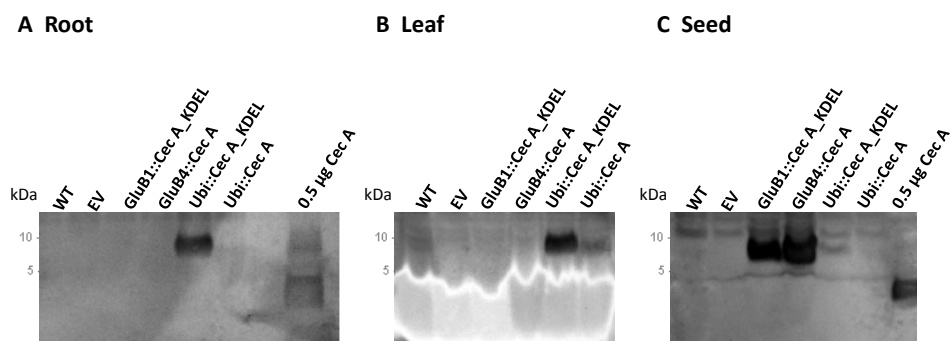 A Root
kDa
WT
EV
GluB1::Cec A_KDEL
GluB4::Cec A
Ubi::Cec A_KDEL
Ubi::Cec A
0.5 µg Cec A
10
5
B Leaf
kDa
WT
EV
GluB1::Cec A_KDEL
GluB4::Cec A
Ubi::Cec A_KDEL
Ubi::Cec A
10
5
C Seed
kDa
WT
EV
GluB1::Cec A_KDEL
GluB4::Cec A
Ubi::Cec A_KDEL
Ubi::Cec A
0.5 µg Cec A
10
5